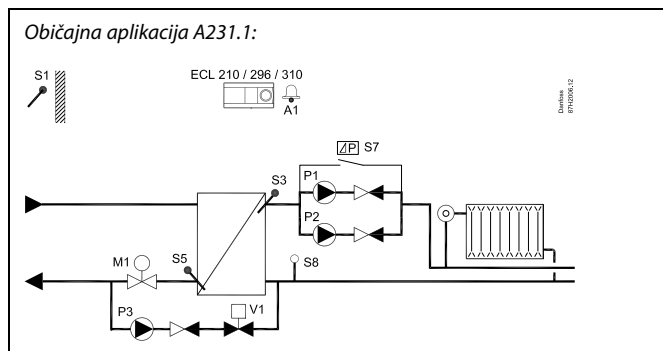 Običajna aplikacija A231.1:
S1
ECL 210 / 296 / 310
A1
Danfoss
87H2006.12
ΔP S7
P1
S3
P2
M1
S5
S8
P3
V1